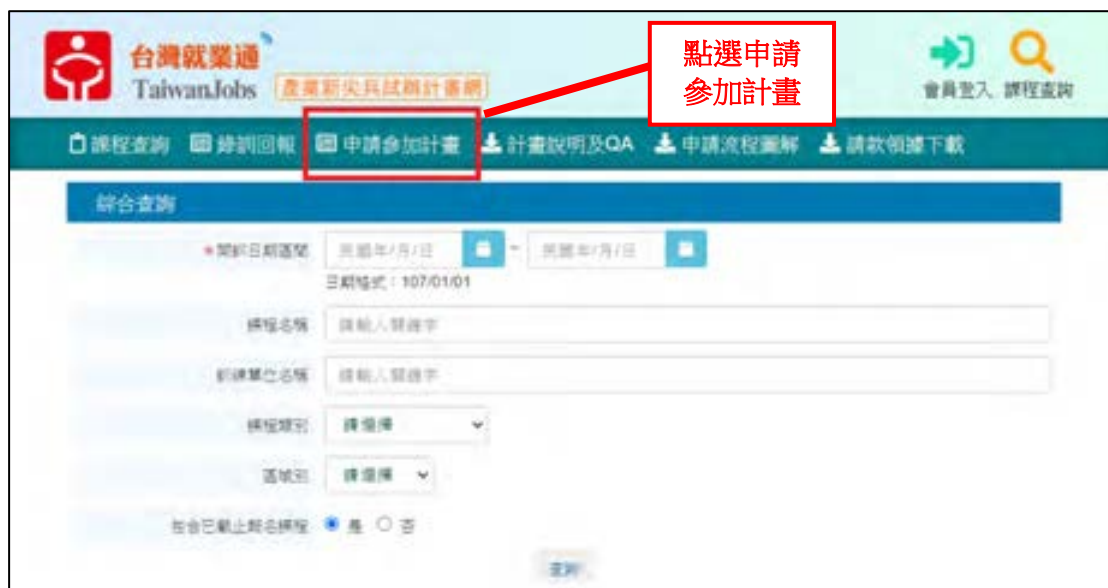 台灣就業通
TaiwanJobs 產業新尖兵試辦計畫網
點選申請
參加計畫
會員登入 課程查詢
課程查詢 錄訓回報 申請參加計畫 計畫說明及QA 申請流程圖解 請款領據下載
綜合查詢
*開訓日期區間 民國年/月/日 ~ 民國年/月/日
日期格式：107/01/01
課程名稱 請輸入關鍵字
訓練單位名稱 請輸入關鍵字
課程類別 請選擇
區域別 請選擇
包含已截止報名課程 是 否
查詢